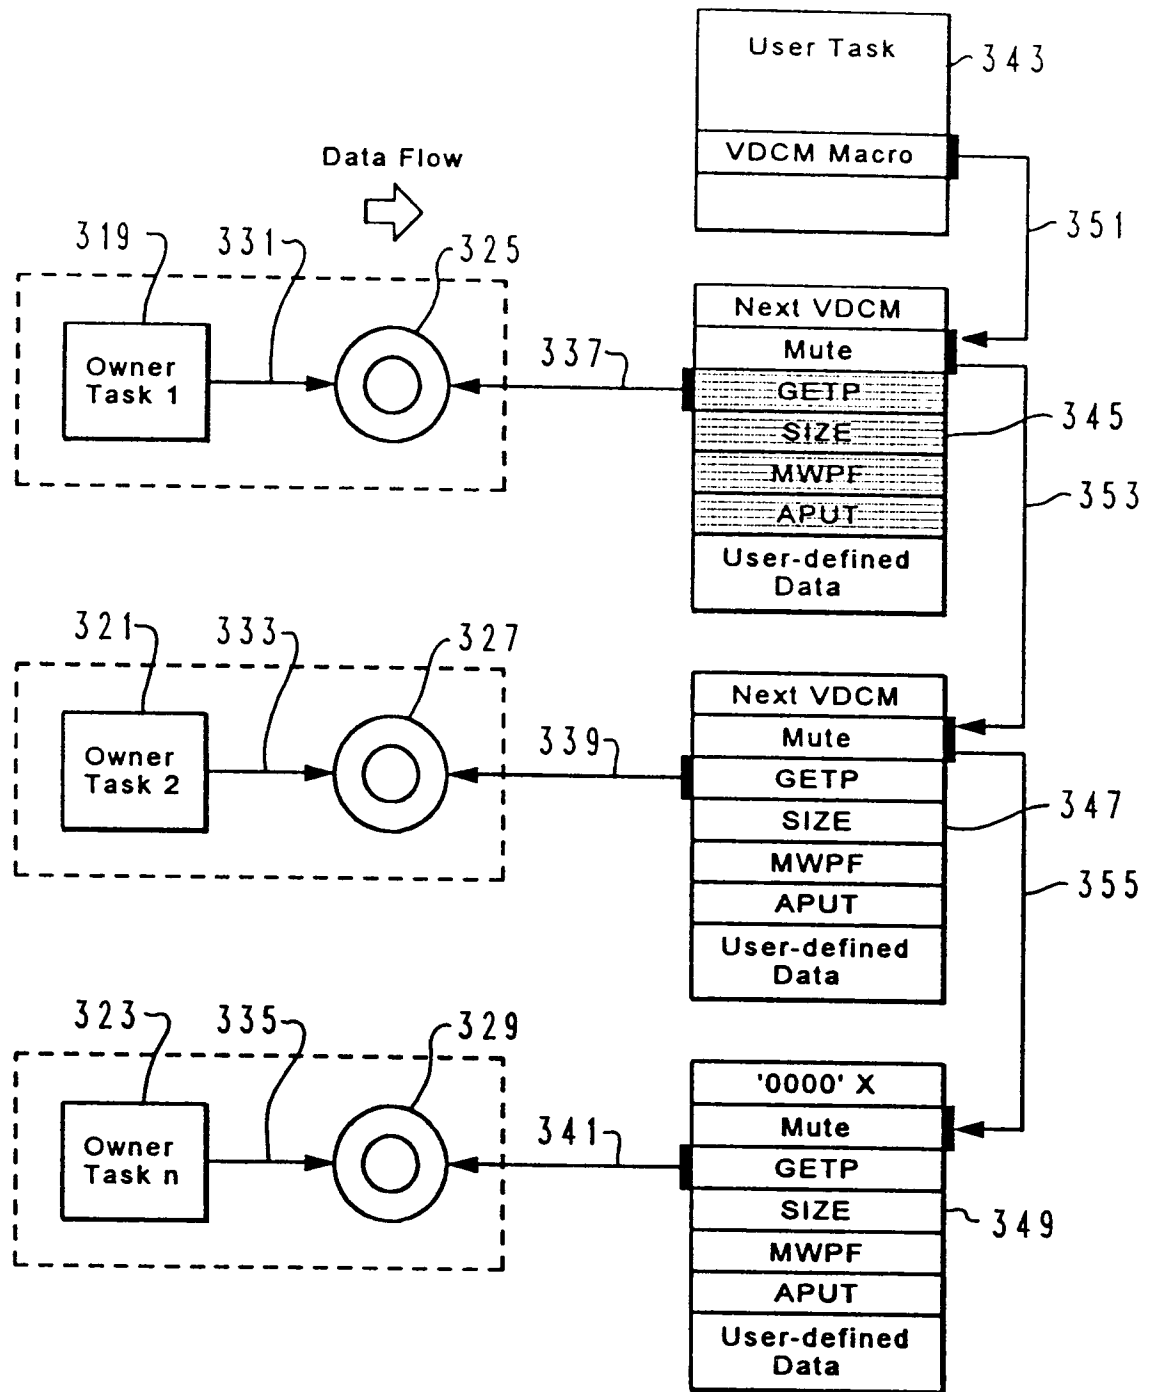 User Task
343
VDCM Macro
Data Flow
351
319
331
325
Next VDCM
Mute
337
Owner
Task 1
GETP
SIZE
345
MWPF
353
APUT
User-defined
Data
321
333
327
Next VDCM
Mute
339
Owner
Task 2
GETP
SIZE
347
MWPF
355
APUT
User-defined
Data
323
335
329
'0000' X
Mute
341
Owner
Task n
GETP
SIZE
349
MWPF
APUT
User-defined
Data